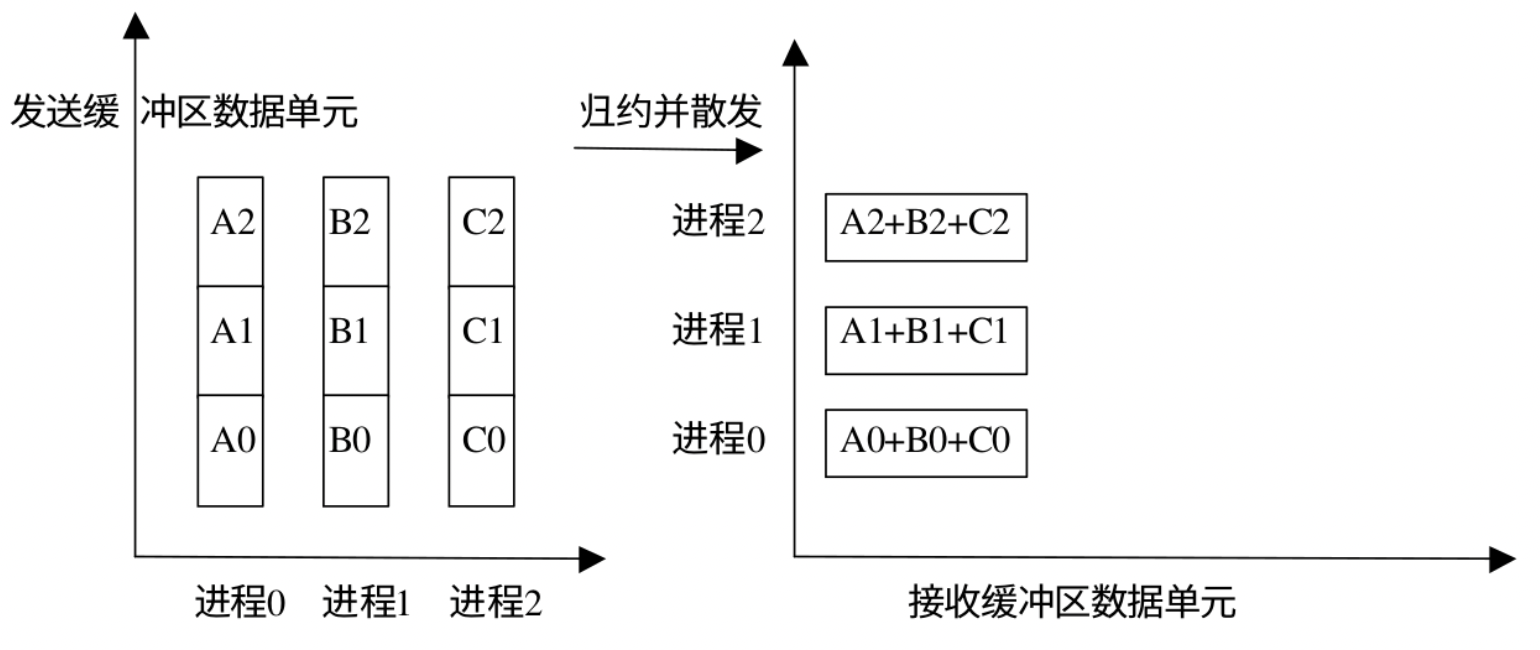 发送缓冲区数据单元
归约并散发
A2 B2 C2
A1 B1 C1
A0 B0 C0
进程0 进程1 进程2
进程2 A2+B2+C2
进程1 A1+B1+C1
进程0 A0+B0+C0
接收缓冲区数据单元